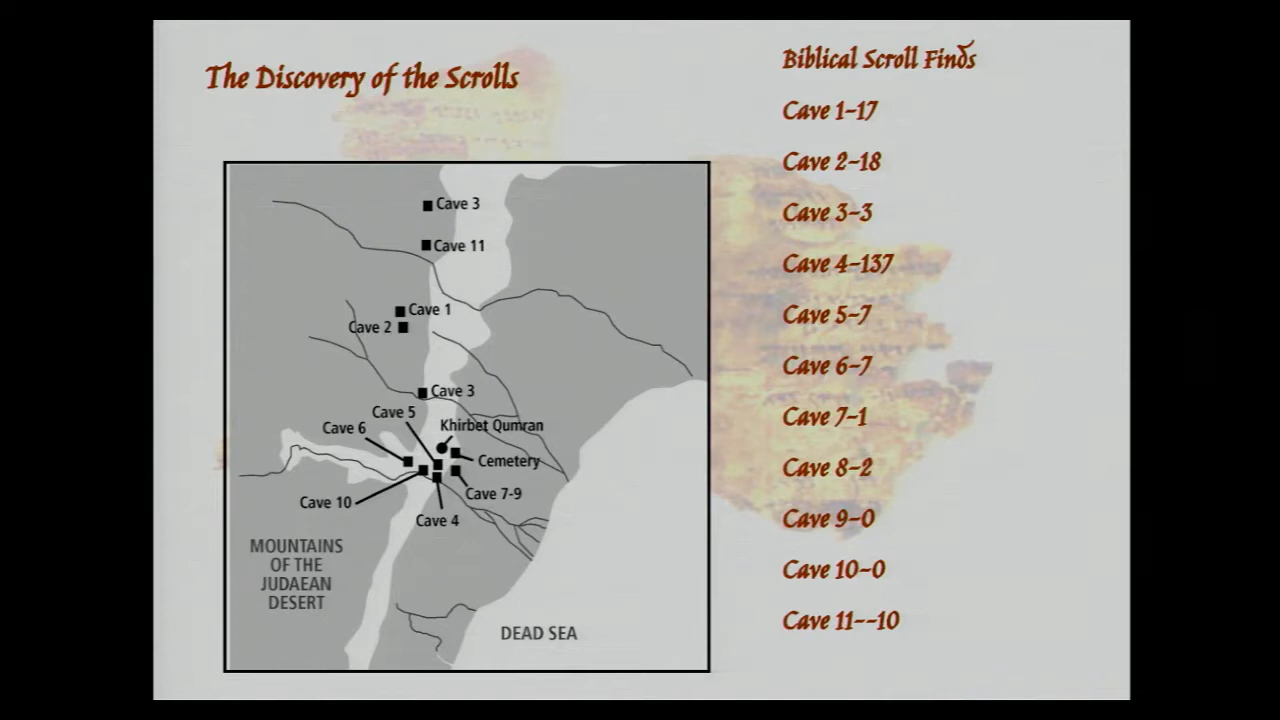 The Discovery of the Scrolls
Biblical Scroll Finds
Cave 1-17
Cave 2-18
Cave 3-3
Cave 4-137
Cave 5-7
Cave 6-7
Cave 7-1
Cave 8-2
Cave 9-0
Cave 10-0
Cave 11--10
Cave 3
Cave 11
Cave 1
Cave 2
Cave 3
Cave 5
Cave 6
Khirbet Qumran
Cemetery
Cave 7-9
Cave 10
Cave 4
MOUNTAINS
OF THE
JUDAEAN
DESERT
DEAD SEA